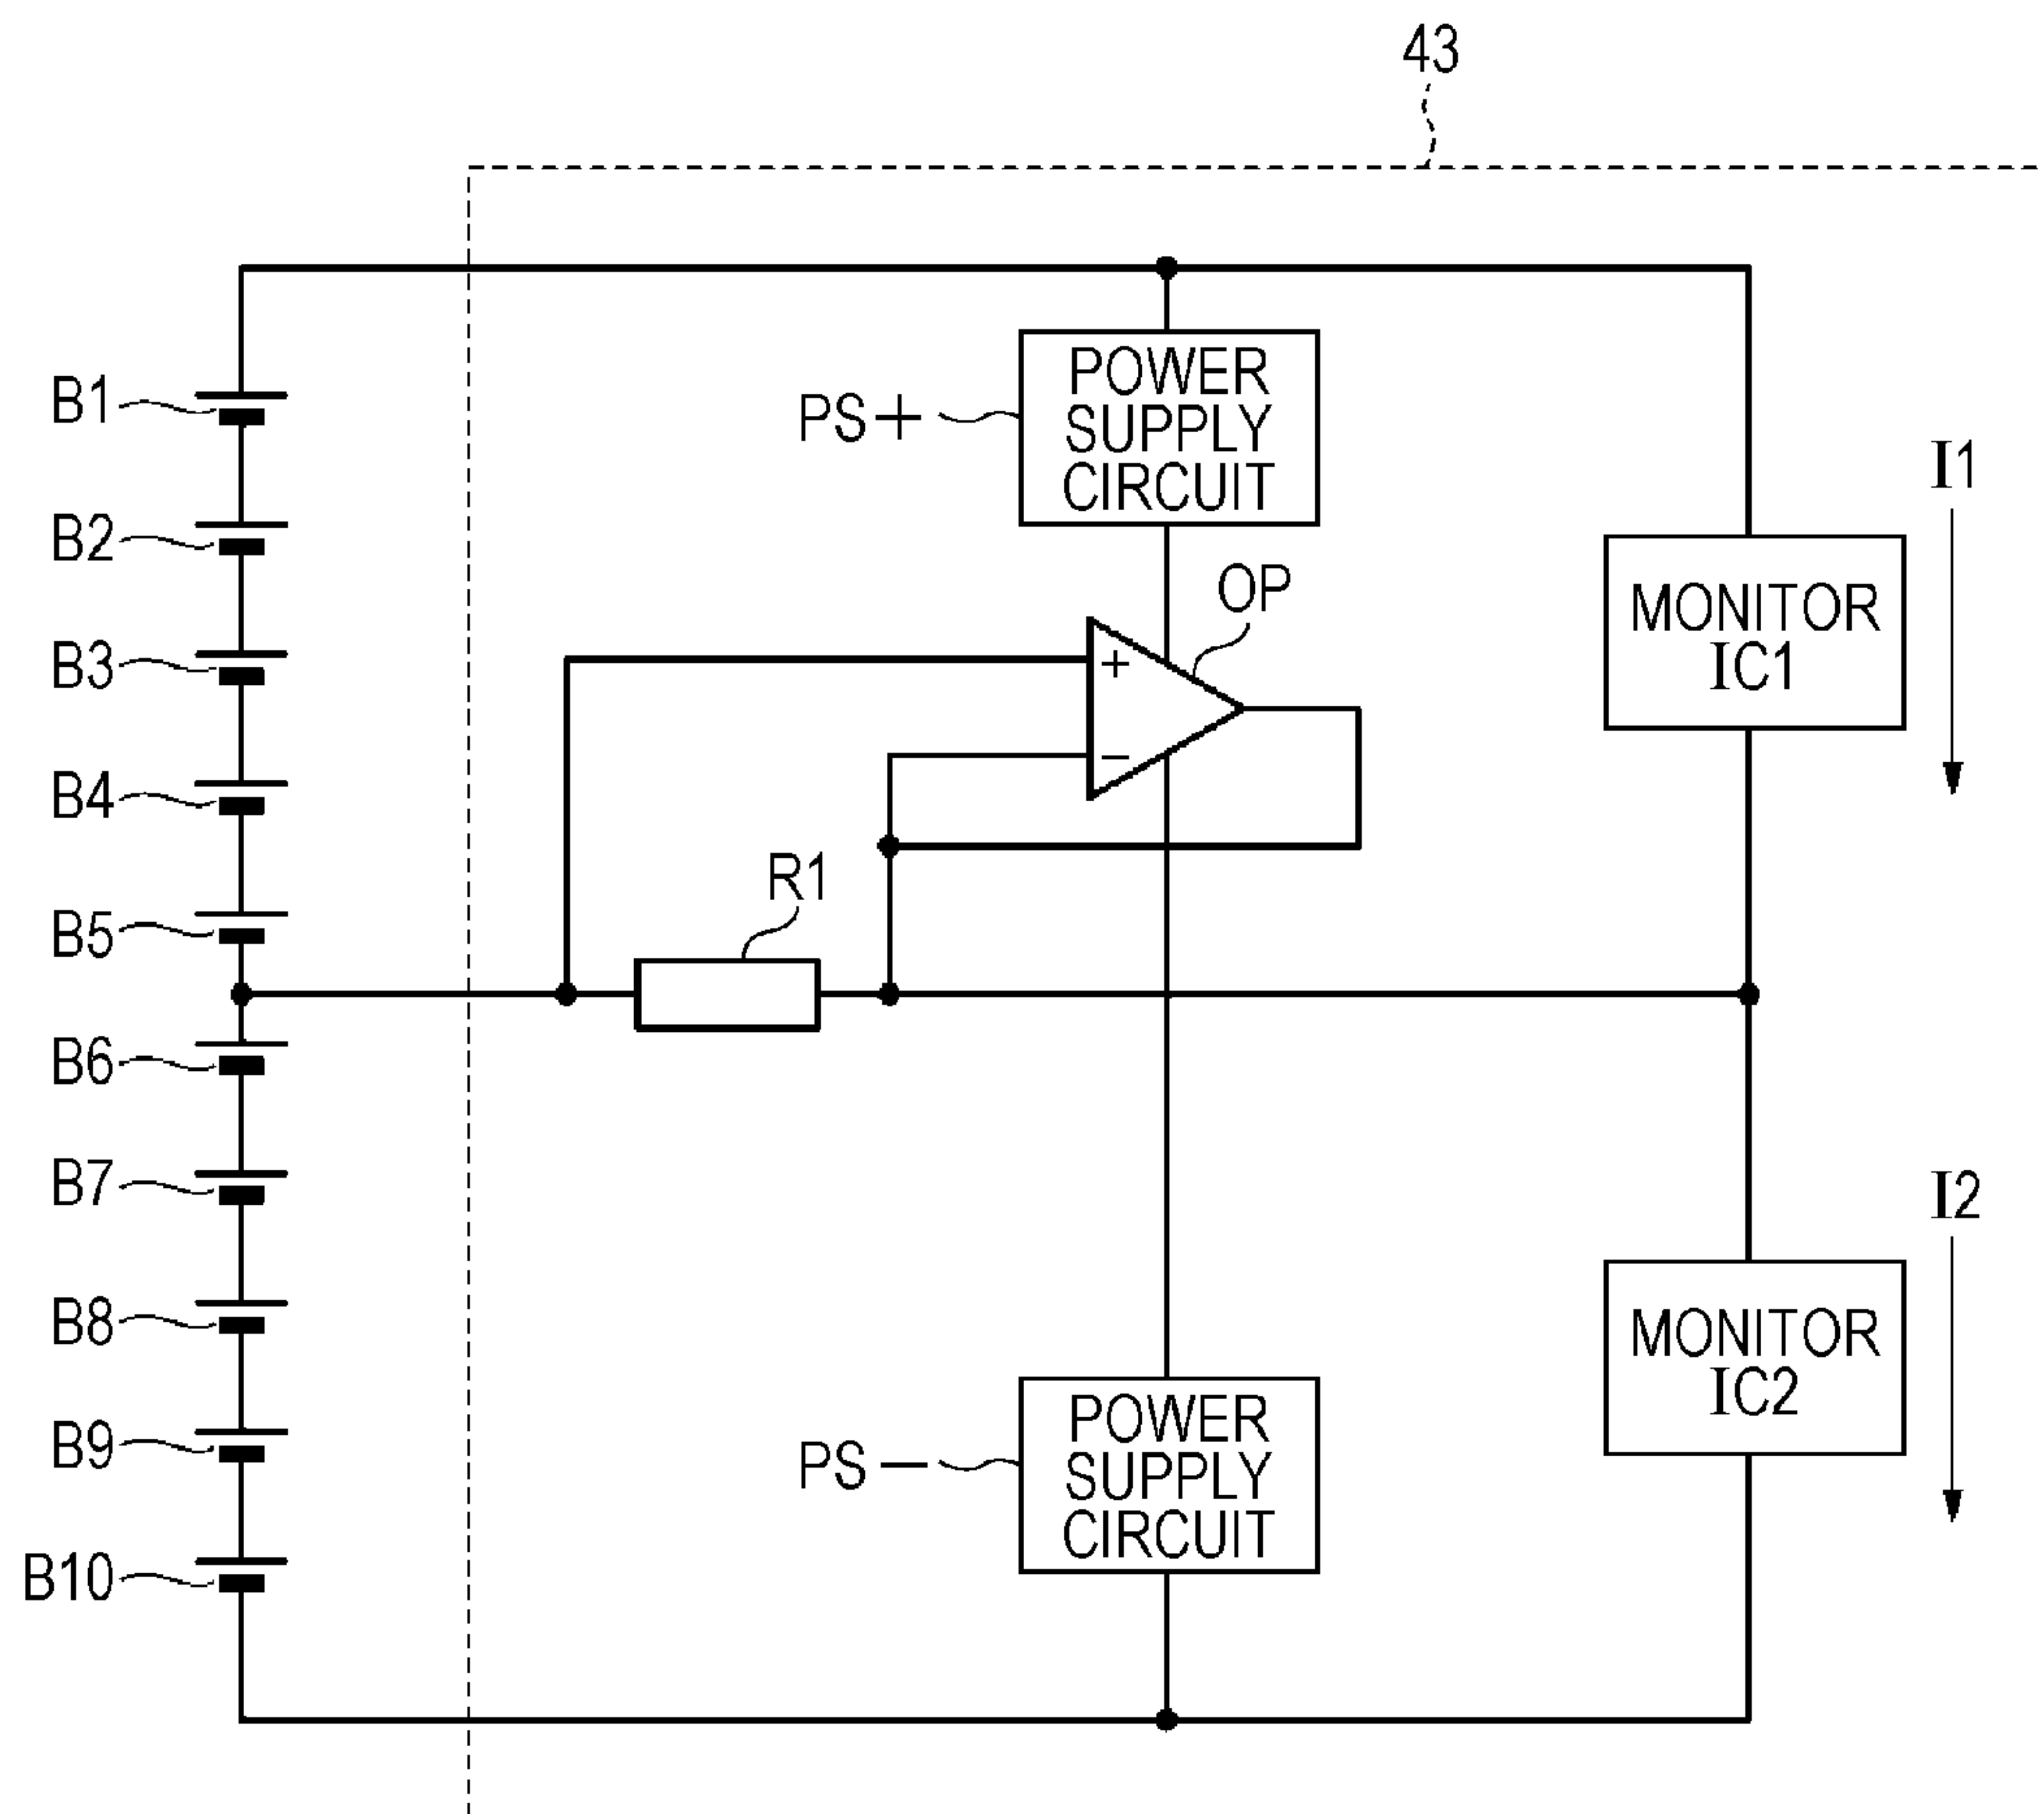 43
B1
B2
B3
B4
B5
B6
B7
B8
B9
B10
PS+
POWER
SUPPLY
CIRCUIT
OP
+
−
R1
PS−
POWER
SUPPLY
CIRCUIT
MONITOR
IC1
I1
MONITOR
IC2
I2